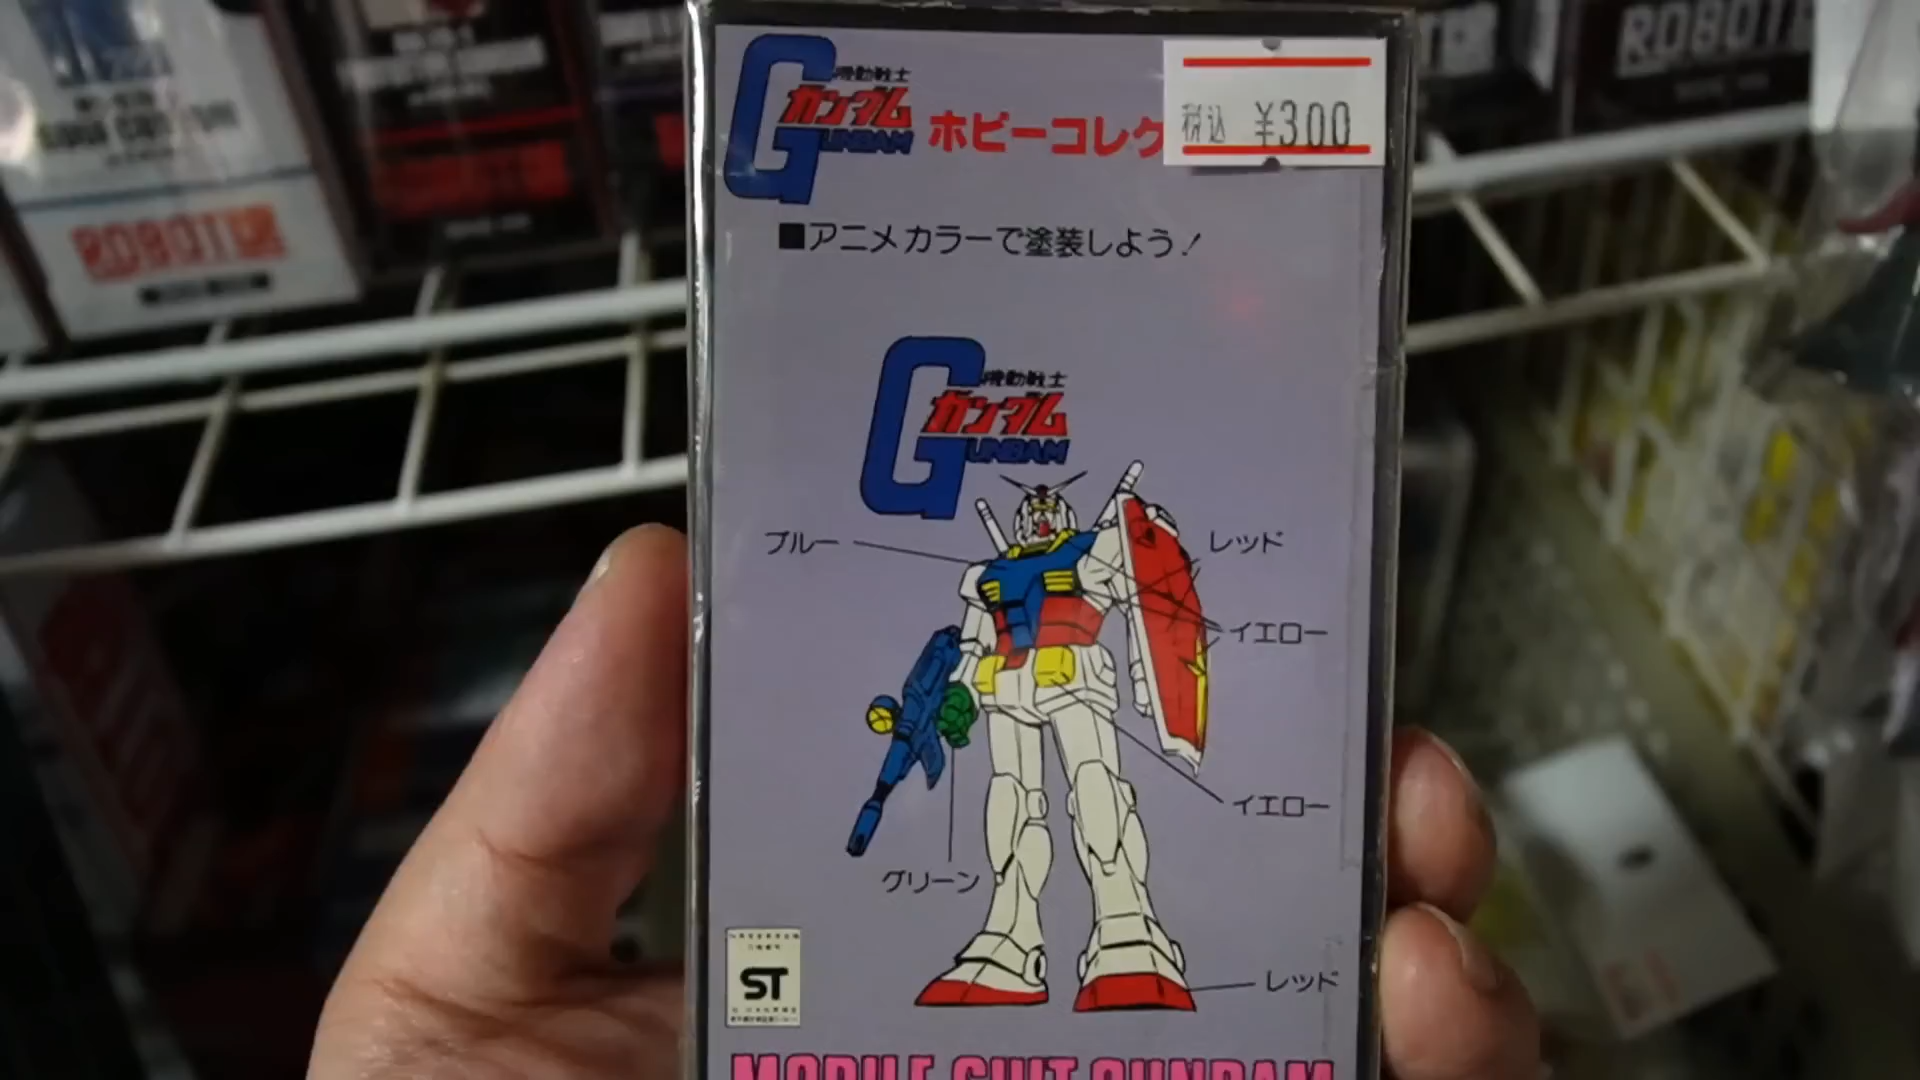 機動戦士
ガンダム
GUNDAM
ホビーコレク
税込 ¥300
■アニメカラーで塗装しよう!
機動戦士
ガンダム
GUNDAM
ブルー
レッド
イエロー
イエロー
グリーン
レッド
ST
MOBILE SUIT GUNDAM
ROBOT
ROBOT